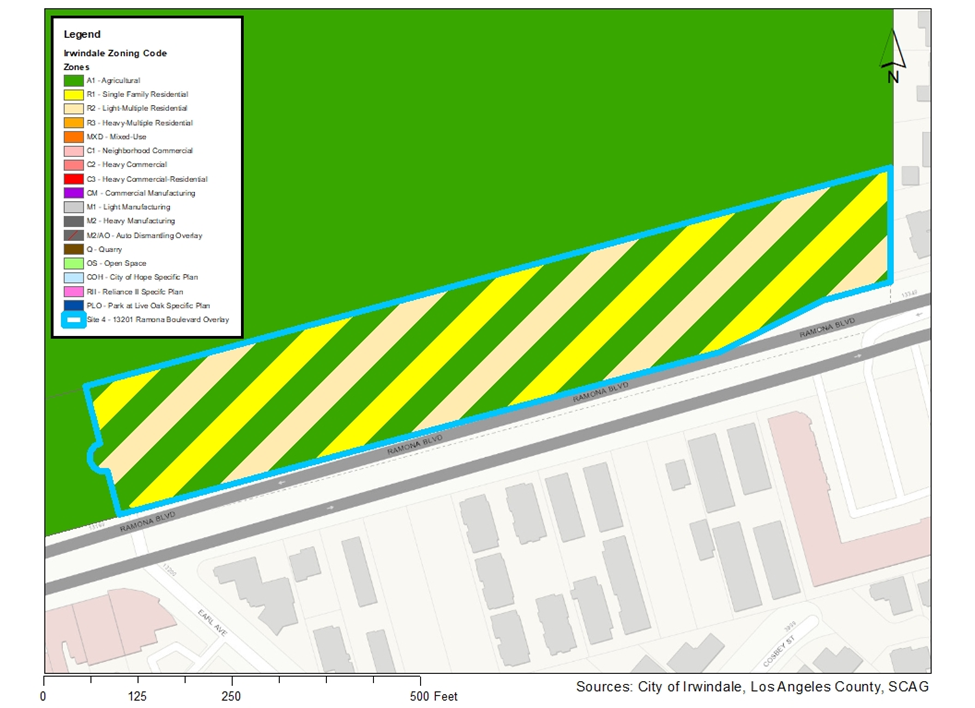 Legend
Irwindale Zoning Code
Zones
A1 - Agricultural
R1 - Single Family Residential
R2 - Light-Multiple Residential
R3 - Heavy-Multiple Residential
MXD - Mixed-Use
C1 - Neighborhood Commercial
C2 - Heavy Commercial
C3 - Heavy Commercial-Residential
CM - Commercial Manufacturing
M1 - Light Manufacturing
M2 - Heavy Manufacturing
M2/AO - Auto Dismantling Overlay
Q - Quarry
OS - Open Space
COH - City of Hope Specific Plan
RII - Reliance II Specifc Plan
PLO - Park at Live Oak Specific Plan
Site 4 - 13201 Ramona Boulevard Overlay
N
RAMONA BLVD
RAMONA BLVD
RAMONA BLVD
RAMONA BLVD
EARL AVE
COSBEY ST
0 125 250 500 Feet
Sources: City of Irwindale, Los Angeles County, SCAG